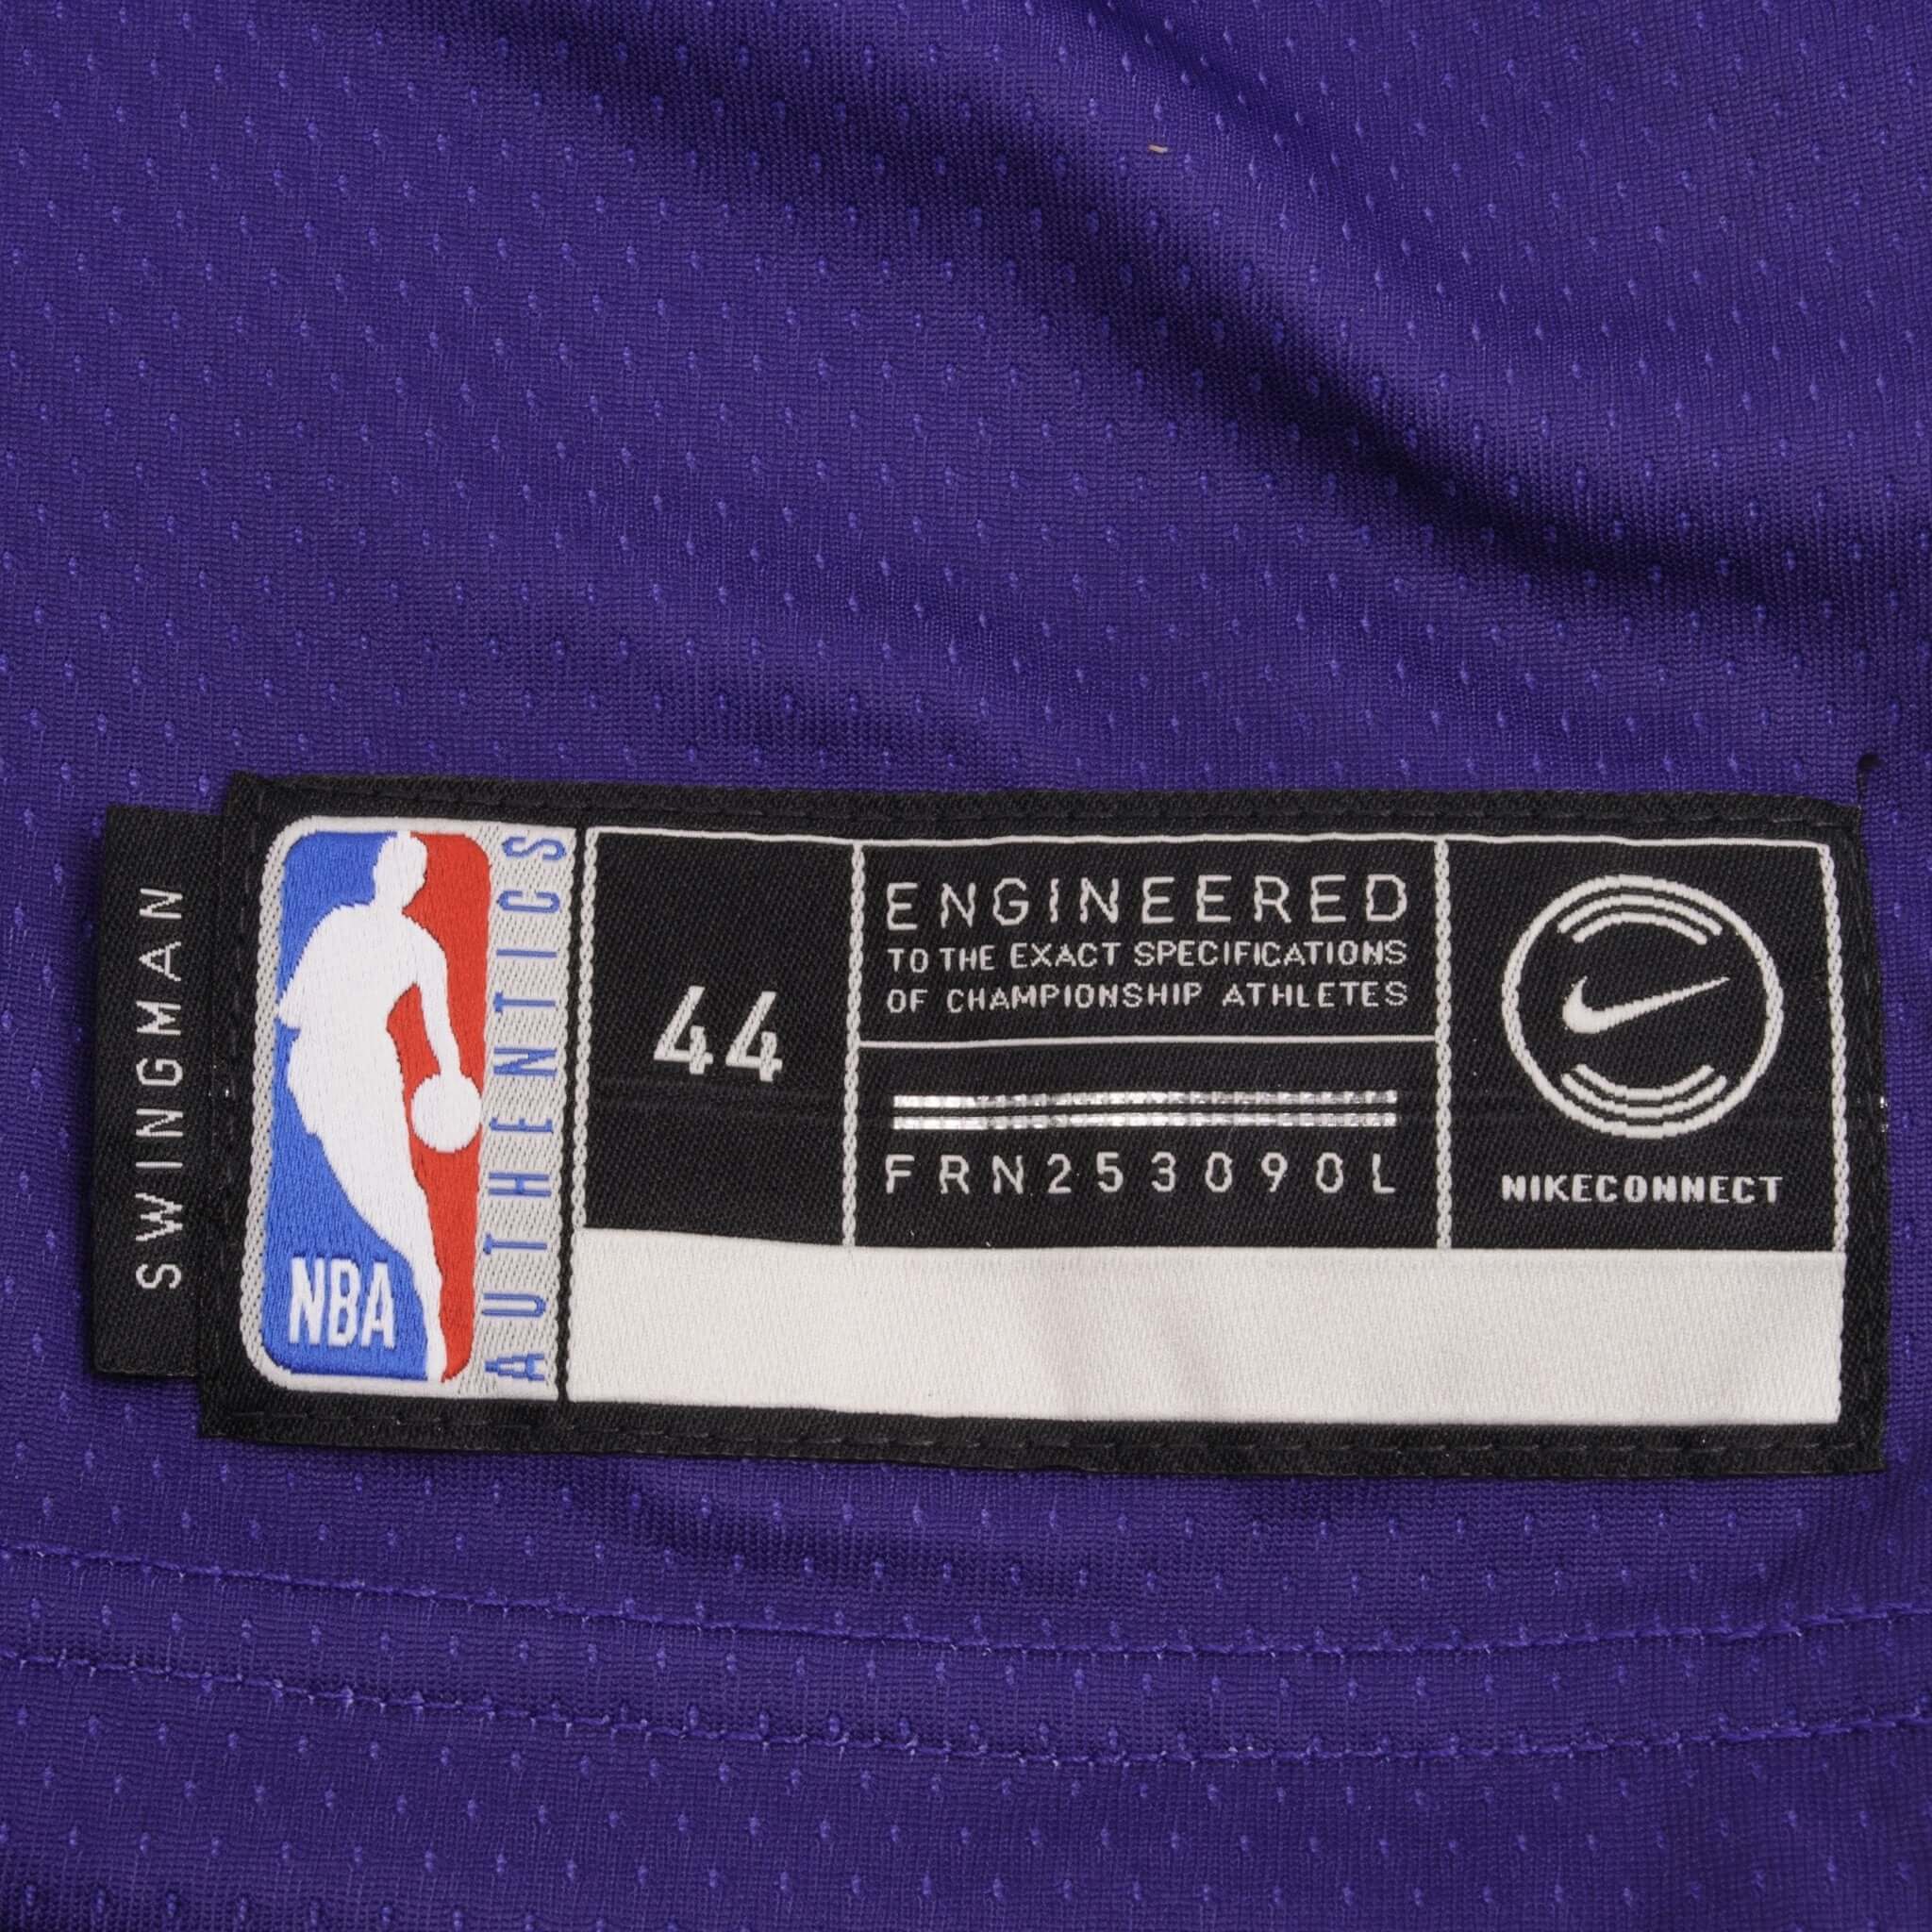 SWINGMAN
NBA
AUTHENTICS
44
ENGINEERED
TO THE EXACT SPECIFICATIONS
OF CHAMPIONSHIP ATHLETES
FRN253090L
NIKECONNECT